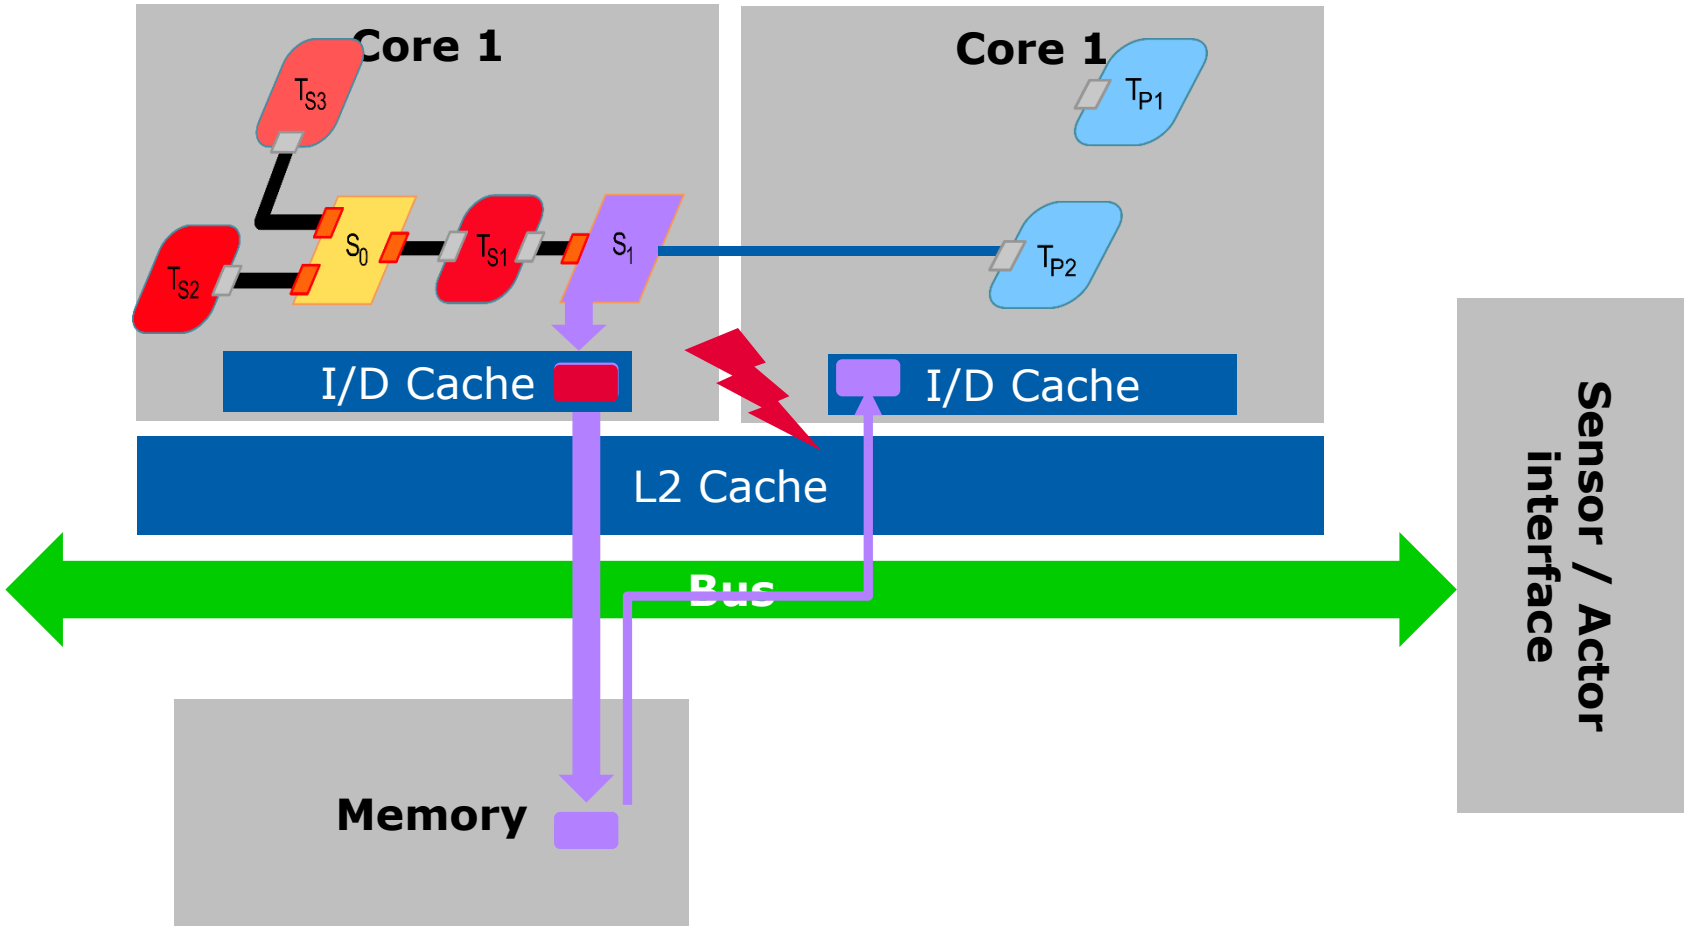 Core 1
Core 1
TS3
TP1
S0
TS1
S1
TP2
TS2
I/D Cache
I/D Cache
L2 Cache
Bus
Memory
Sensor / Actor
interface